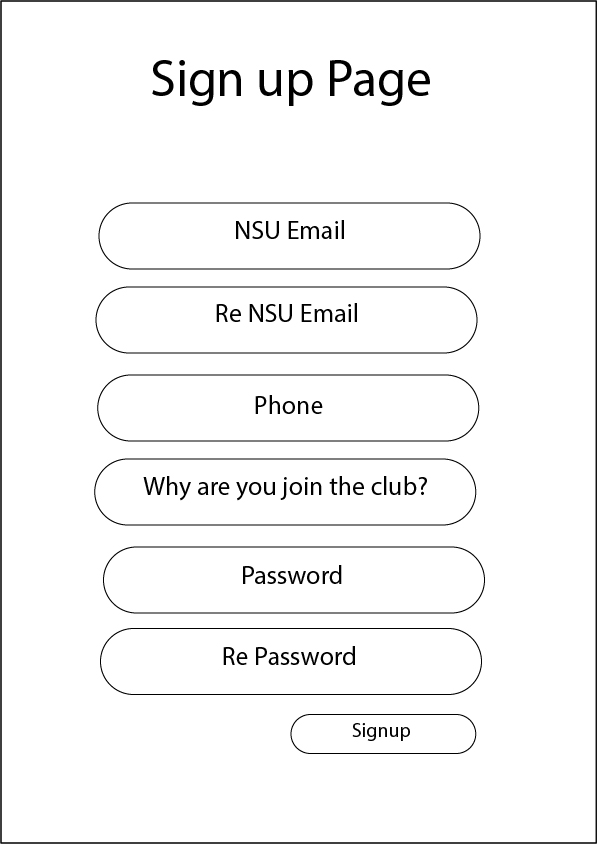 Sign up Page
NSU Email
Re NSU Email
Phone
Why are you join the club?
Password
Re Password
Signup